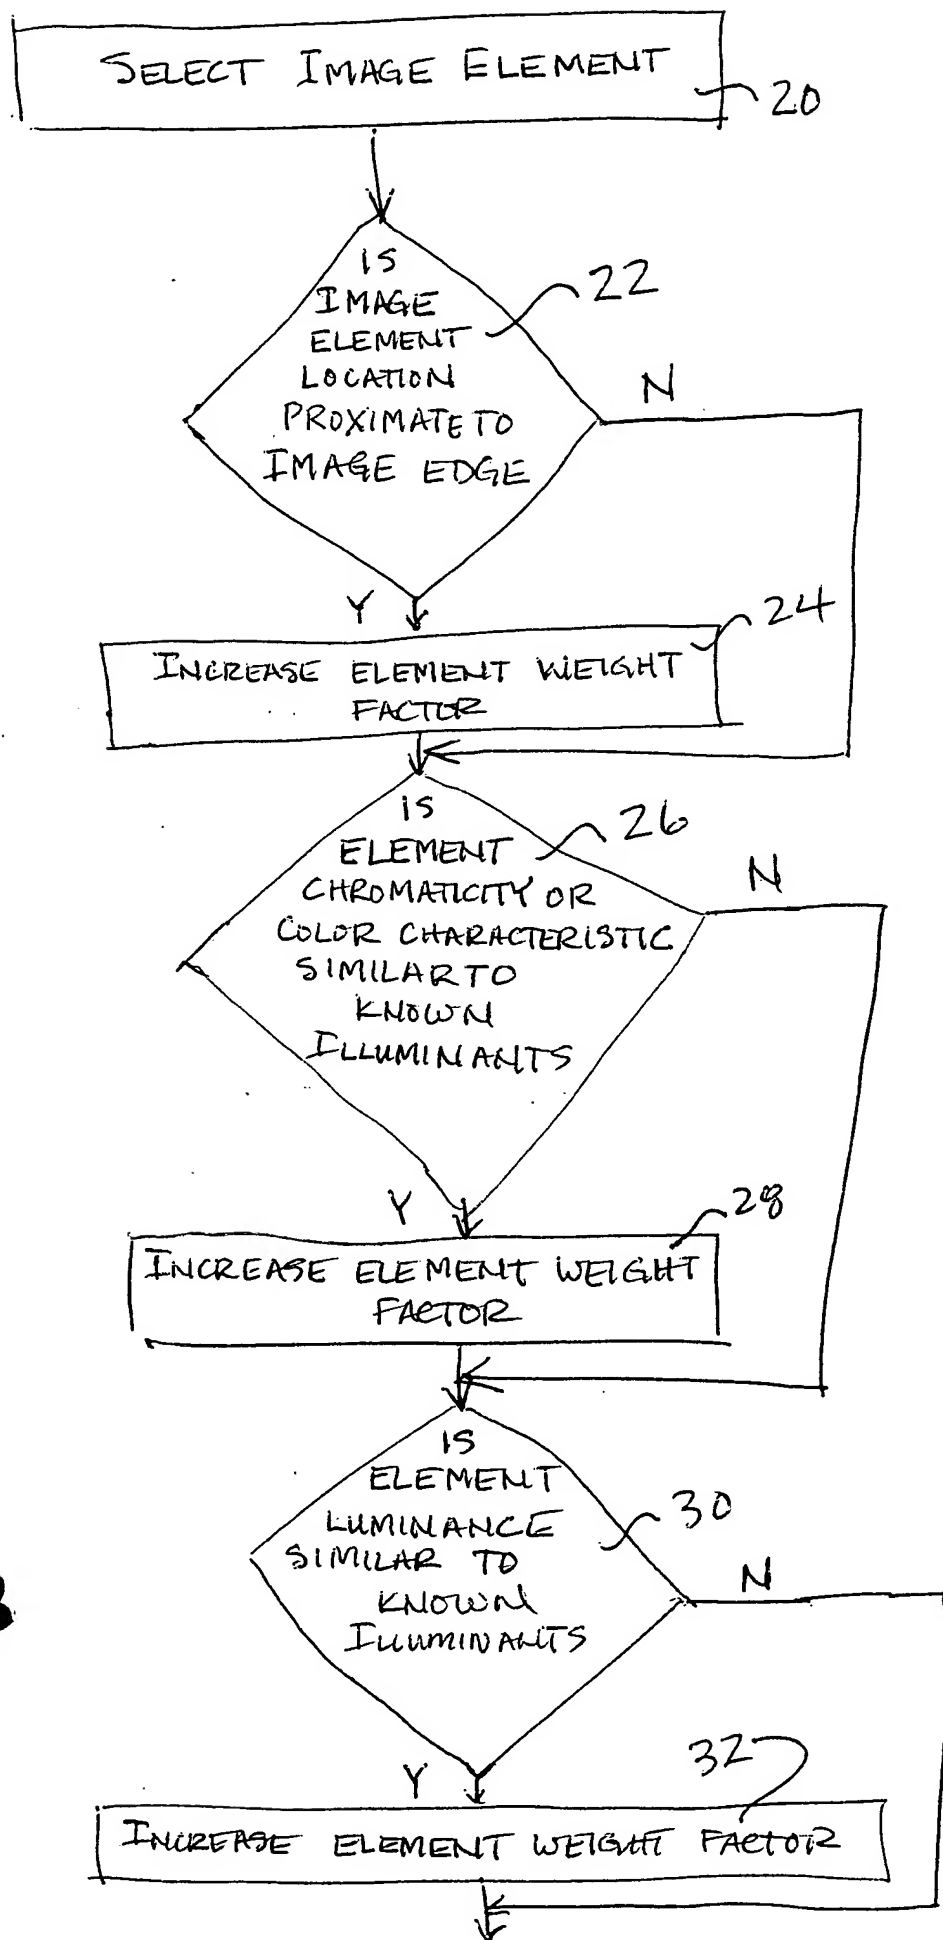 SELECT IMAGE ELEMENT
20
IS
IMAGE
ELEMENT
LOCATION
PROXIMATE TO
IMAGE EDGE
22
N
Y
24
INCREASE ELEMENT WEIGHT
FACTOR
IS
ELEMENT
CHROMATICITY OR
COLOR CHARACTERISTIC
SIMILAR TO
KNOWN
ILLUMINANTS
26
N
Y
28
INCREASE ELEMENT WEIGHT
FACTOR
IS
ELEMENT
LUMINANCE
SIMILAR TO
KNOWN
ILLUMINANTS
30
N
Y
32
INCREASE ELEMENT WEIGHT FACTOR